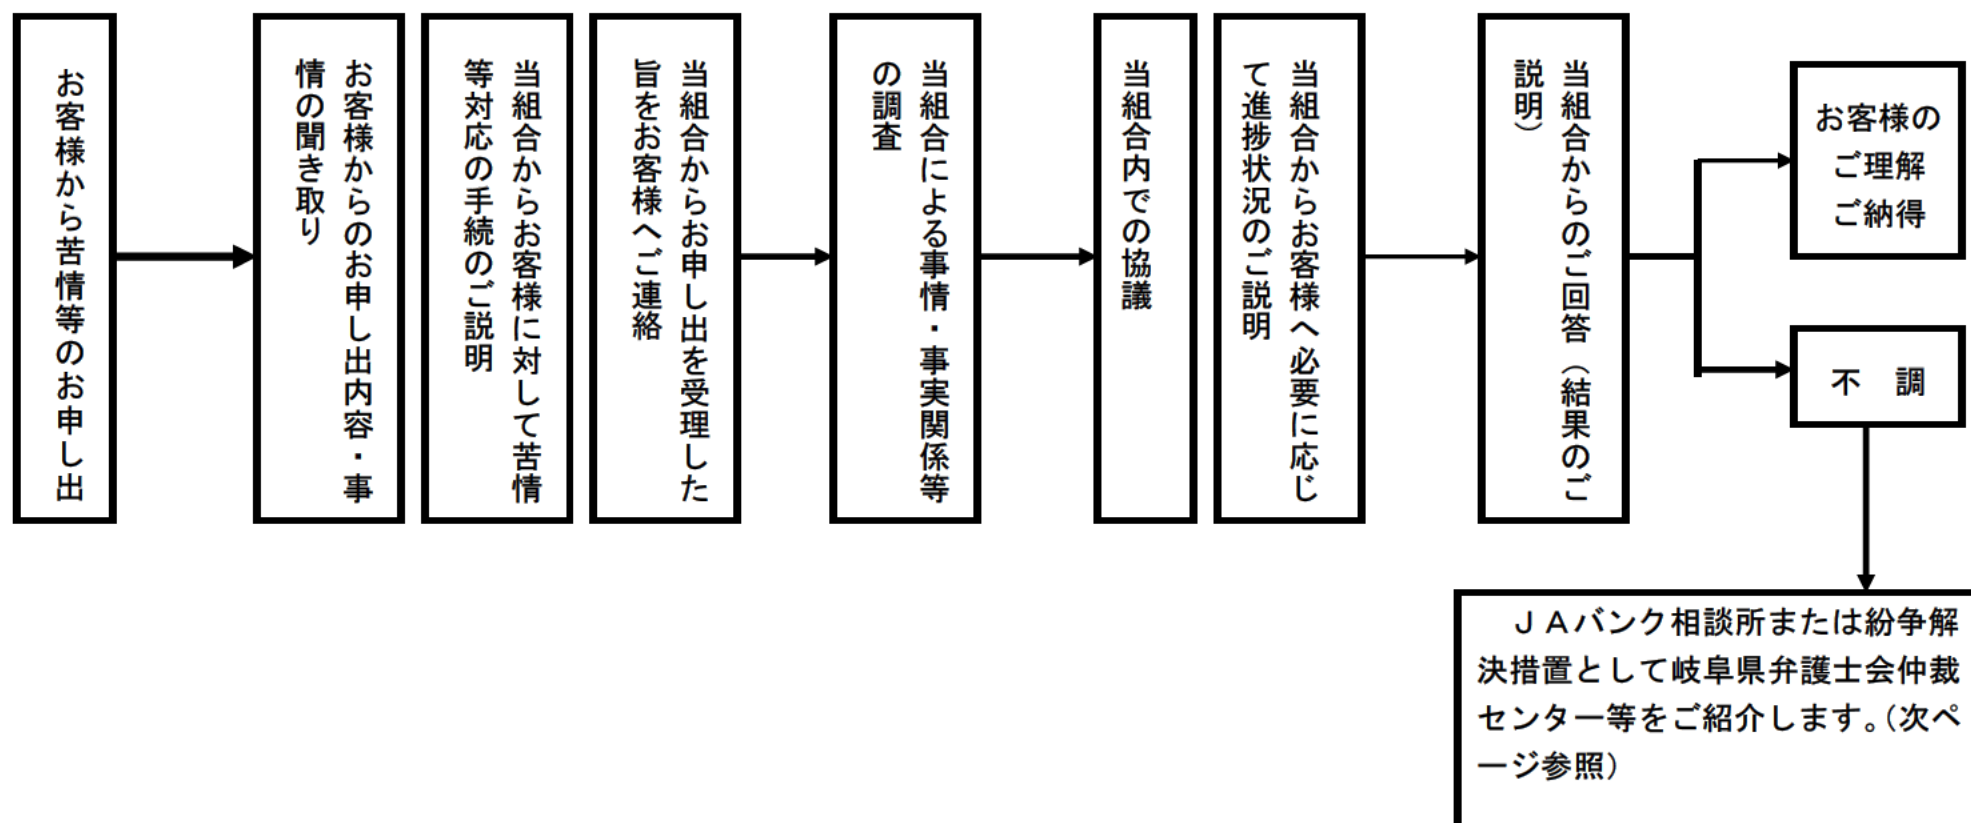 お客様から苦情等のお申し出
お客様からのお申し出内容・事
情の聞き取り
当組合からお客様に対して苦情
等対応の手続のご説明
当組合からお申し出を受理した
旨をお客様へご連絡
当組合による事情・事実関係等
の調査
当組合内での協議
当組合からお客様へ必要に応じ
て進捗状況のご説明
当組合からのご回答（結果のご
説明）
お客様の
ご理解
ご納得
不　調
ＪＡバンク相談所または紛争解
決措置として岐阜県弁護士会仲裁
センター等をご紹介します。（次ペ
ージ参照）